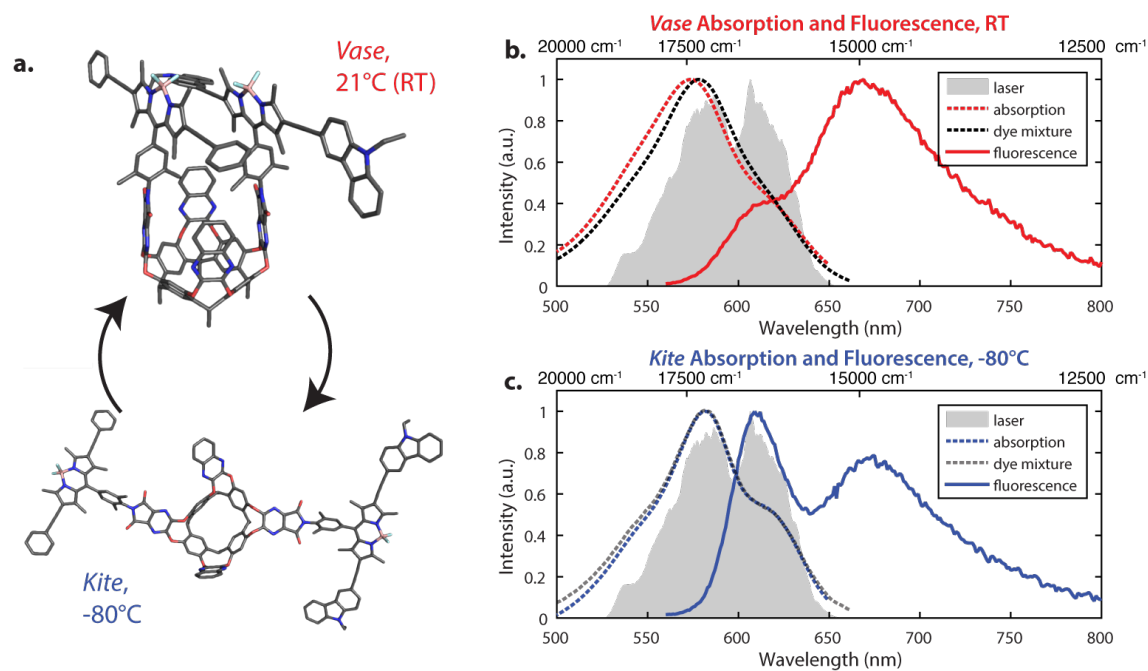 a.
Vase,
21°C (RT)
Kite,
-80°C
Vase Absorption and Fluorescence, RT
b.
20000 cm-1
17500 cm-1
15000 cm-1
12500 cm-1
laser
absorption
dye mixture
fluorescence
Intensity (a.u.)
1
0.8
0.6
0.4
0.2
0
500
550
600
650
700
750
800
Wavelength (nm)
Kite Absorption and Fluorescence, -80°C
c.
20000 cm-1
17500 cm-1
15000 cm-1
12500 cm-1
laser
absorption
dye mixture
fluorescence
Intensity (a.u.)
1
0.8
0.6
0.4
0.2
0
500
550
600
650
700
750
800
Wavelength (nm)